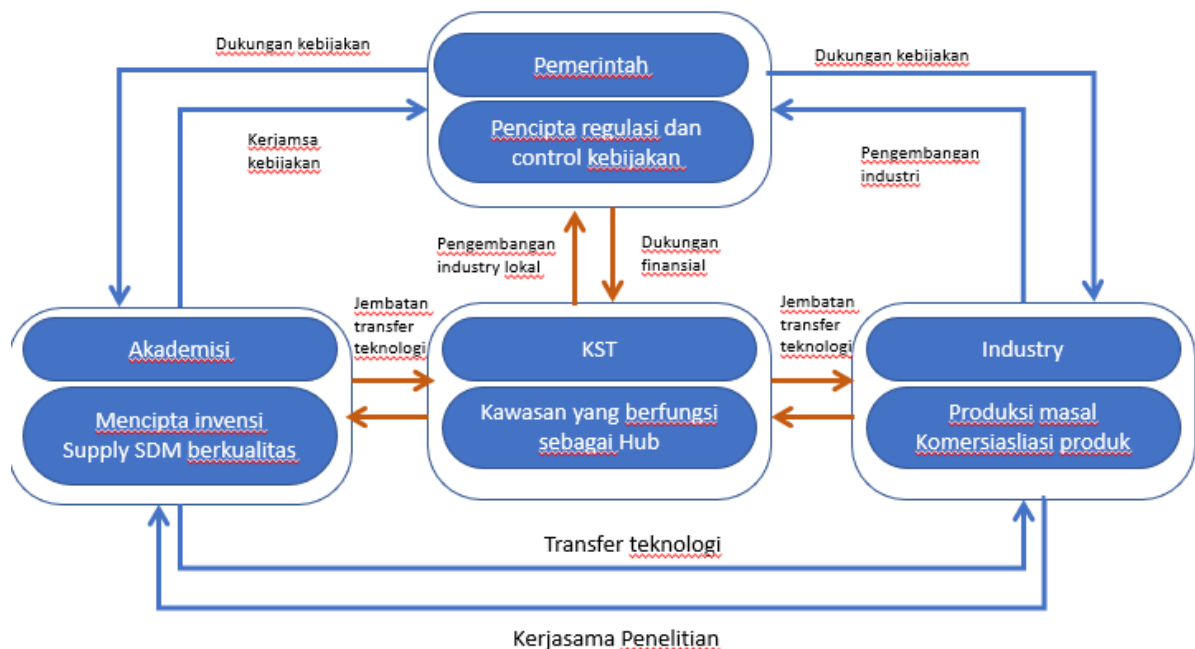 Dukungan kebijakan
Pemerintah
Dukungan kebijakan
Pencipta regulasi dan
control kebijakan
Kerjamsa
kebijakan
Pengembangan
industri
Pengembangan
industry lokal
Dukungan
finansial
Jembatan
transfer
teknologi
Jembatan
transfer
teknologi
Akademisi
KST
Industry
Mencipta invensi
Supply SDM berkualitas
Kawasan yang berfungsi
sebagai Hub
Produksi masal
Komersiasliasi produk
Transfer teknologi
Kerjasama Penelitian